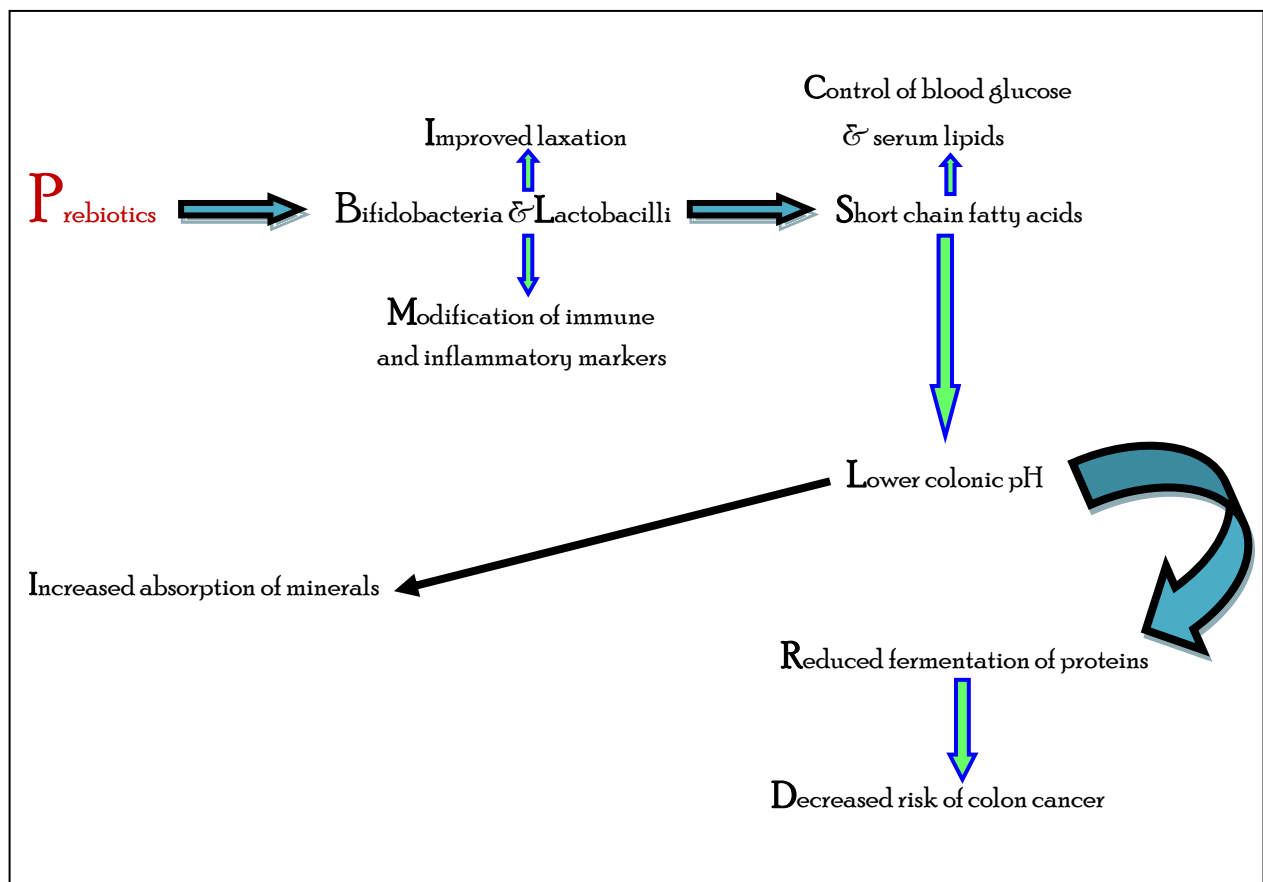 Control of blood glucose
& serum lipids
Improved laxation
Prebiotics
Bifidobacteria & Lactobacilli
Short chain fatty acids
Modification of immune
and inflammatory markers
Lower colonic pH
Increased absorption of minerals
Reduced fermentation of proteins
Decreased risk of colon cancer